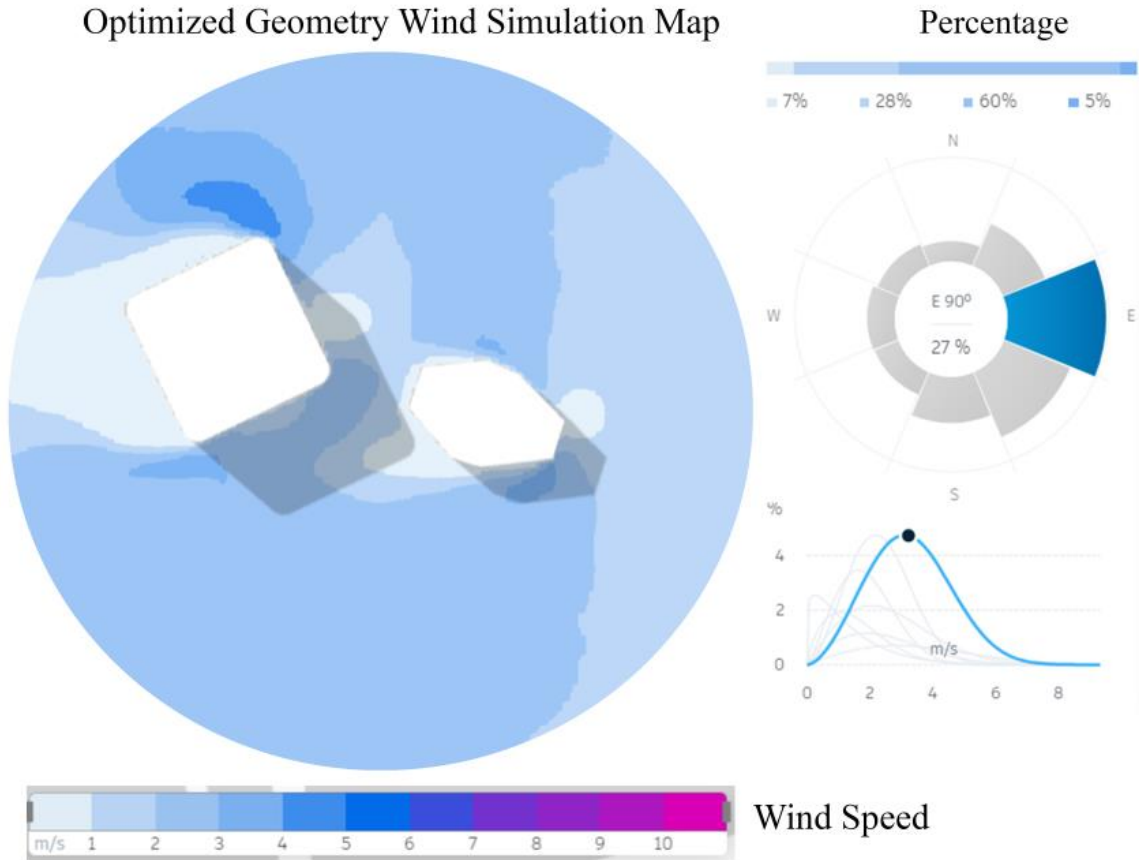 Optimized Geometry Wind Simulation Map
Percentage
7% 28% 60% 5%
N
W
E
E 90º
27 %
S
%
4
2
0
m/s
0 2 4 6 8
m/s 1 2 3 4 5 6 7 8 9 10
Wind Speed